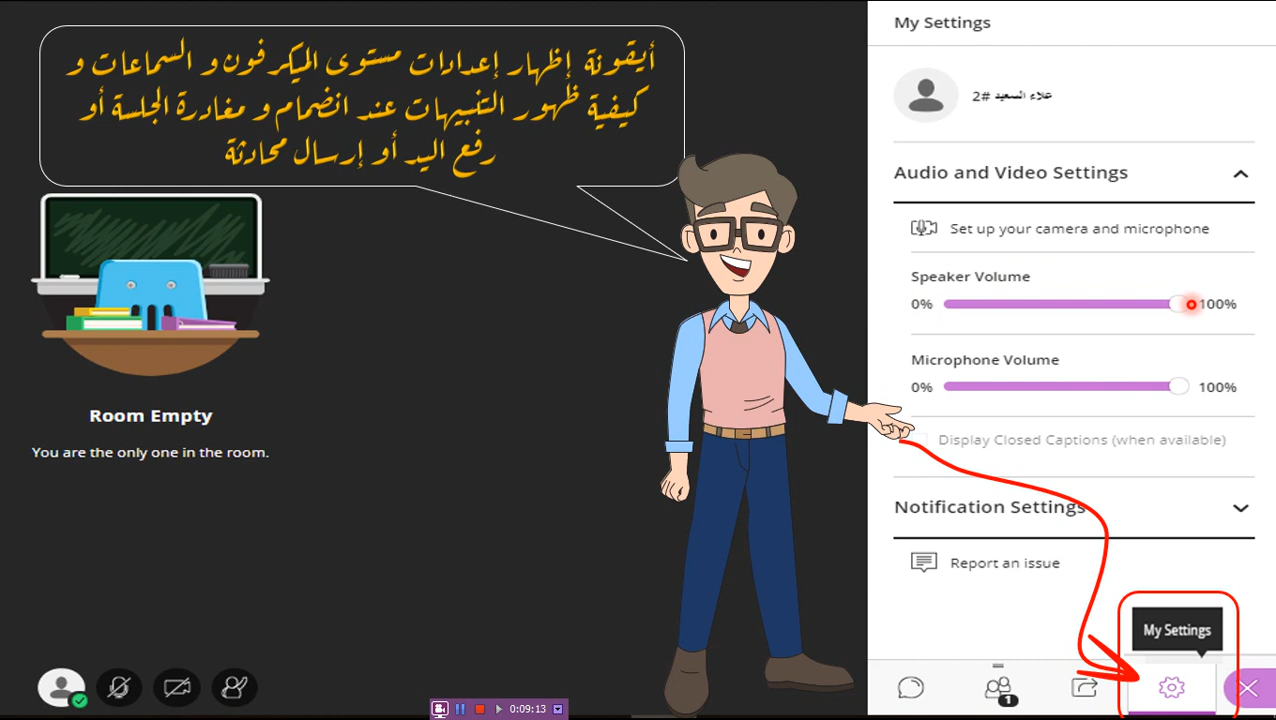 أيقونة إظهار إعدادات مستوى الميكرفون و السماعات و
كيفية ظهور التنبيهات عند انضمام و مغادرة الجلسة أو
رفع اليد أو إرسال محادثة
Room Empty
You are the only one in the room.
My Settings
علاء السعيد #2
Audio and Video Settings
Set up your camera and microphone
Speaker Volume
0% 100%
Microphone Volume
0% 100%
Display Closed Captions (when available)
Notification Settings
Report an issue
My Settings
1
0:09:13